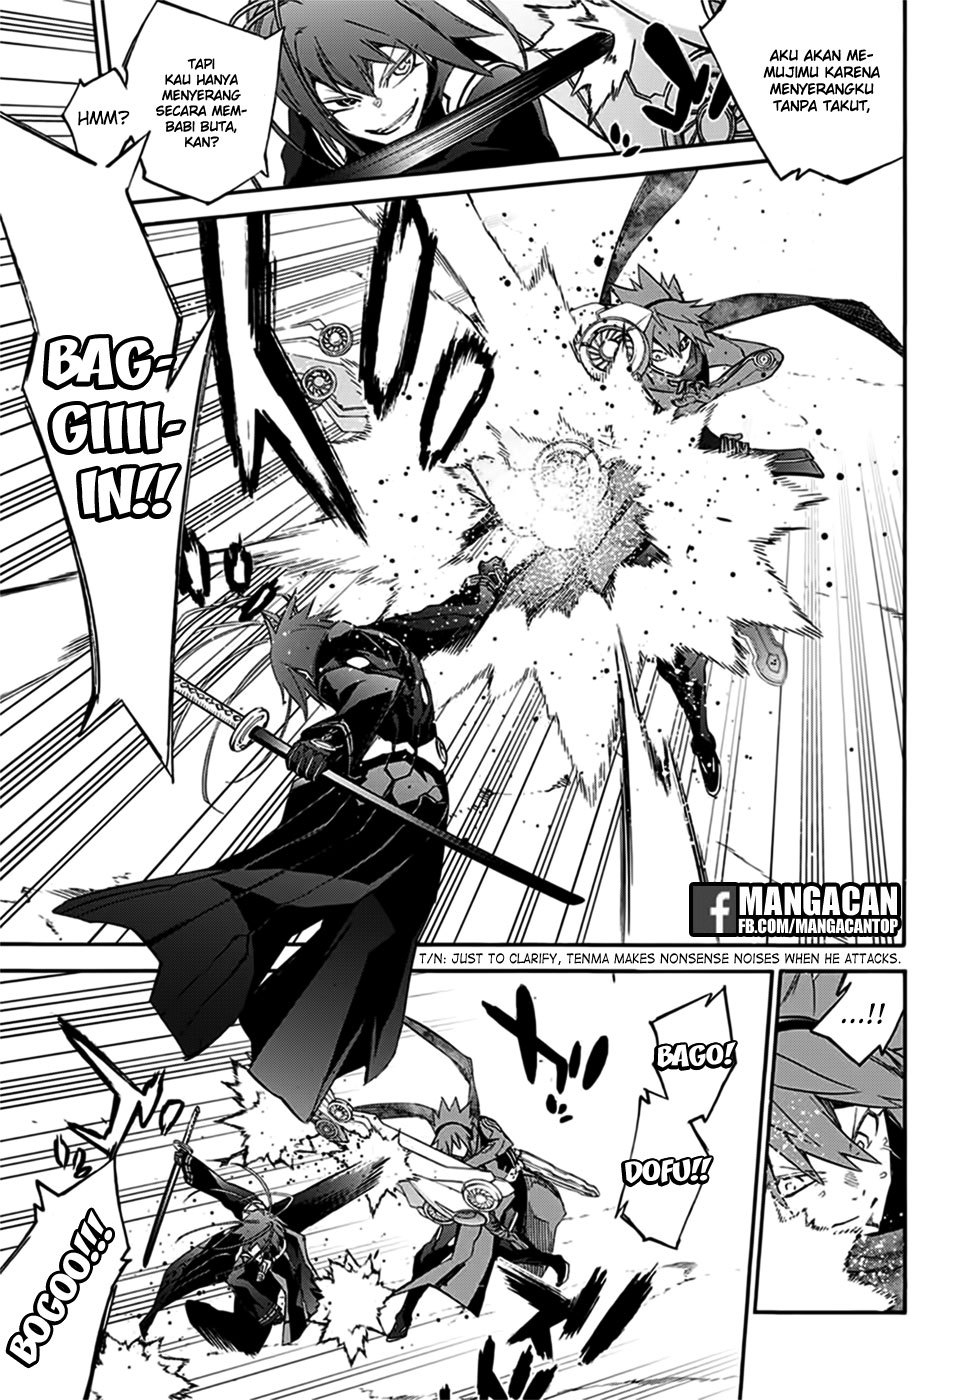 AKU AKAN ME-
MUJIMU KARENA
MENYERANGKU
TANPA TAKUT,
TAPI
KAU HANYA
MENYERANG
SECARA MEM-
BABI BUTA,
KAN?
HMM?
BAG-
GIIII-
IN!!
MANGACAN
FB.COM/MANGACANTOP
T/N: JUST TO CLARIFY, TENMA MAKES NONSENSE NOISES WHEN HE ATTACKS.
...!!
BAGO!
DOFU!!
BOGOO!!!